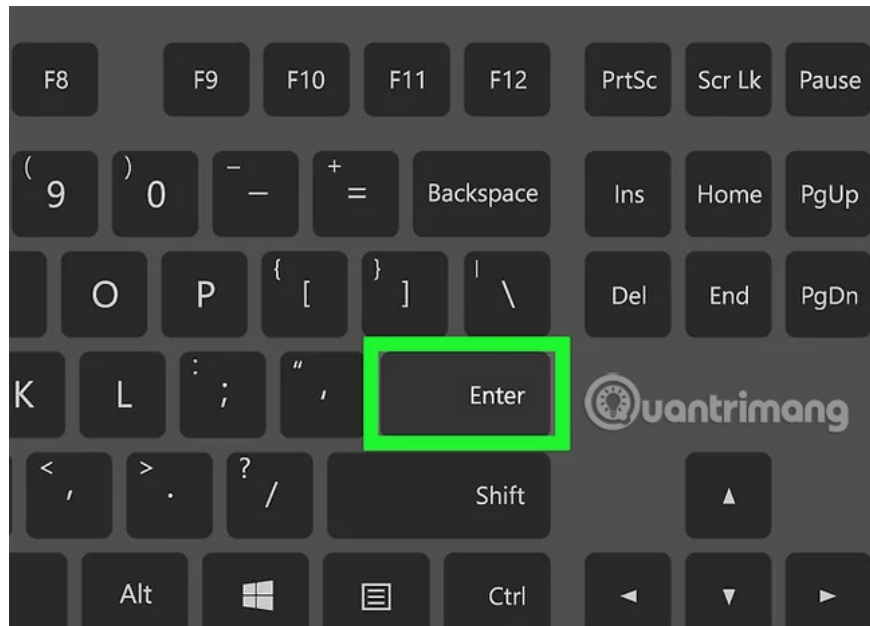 F8 F9 F10 F11 F12 PrtSc Scr Lk Pause
( 9 ) 0 _ – + = Backspace Ins Home PgUp
O P { [ } ] | \ Del End PgDn
K L : ; " ' Enter
Quantrimang
< , > . ? / Shift
Alt Ctrl